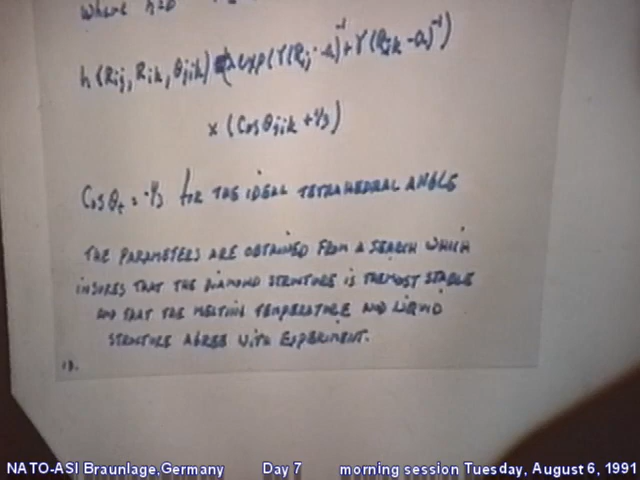 where
h (Rij, Rik, θjik) = λ exp(γ(Rij - a)⁻¹ + γ(Rik - a)⁻¹)
x (Cos θjik + 1/3)
Cos θt = -1/3 for THE IDEAL TETRAHEDRAL ANGLE
THE PARAMETERS ARE OBTAINED FROM A SEARCH WHICH
INSURES THAT THE DIAMOND STRUCTURE IS THE MOST STABLE
AND THAT THE MELTING TEMPERATURE AND LIQUID
STRUCTURE AGREE WITH EXPERIMENT.
NATO-ASI Braunlage,Germany Day 7 morning session Tuesday, August 6, 1991